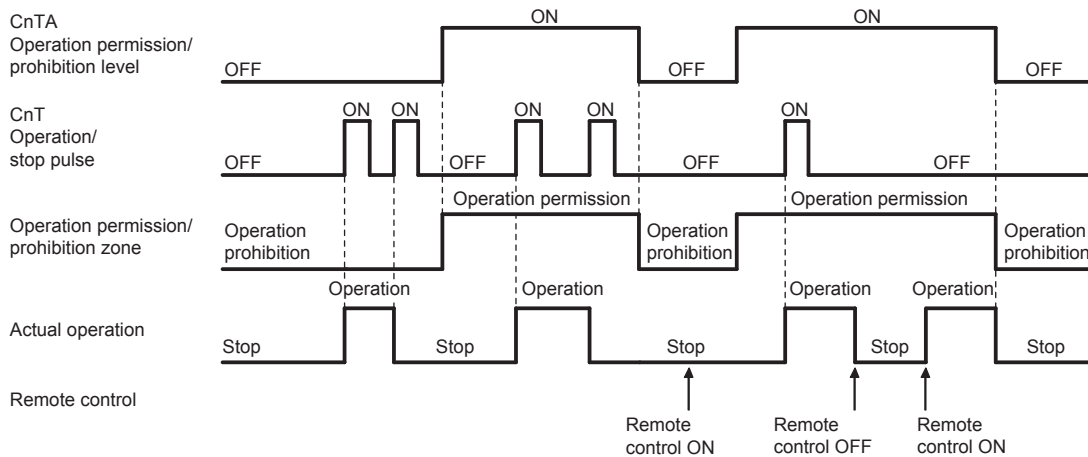 CnTA
Operation permission/
prohibition level
OFF
ON
OFF
ON
OFF
CnT
Operation/
stop pulse
OFF
ON
ON
OFF
ON
ON
OFF
ON
OFF
Operation permission/
prohibition zone
Operation
prohibition
Operation permission
Operation
prohibition
Operation permission
Operation
prohibition
Actual operation
Stop
Operation
Stop
Operation
Stop
Operation
Stop
Operation
Stop
Remote control
Remote
control ON
Remote
control OFF
Remote
control ON